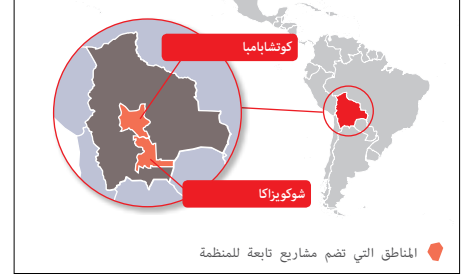 كوتشابامبا
شوكويزاكا
المناطق التي تضم مشاريع تابعة للمنظمة